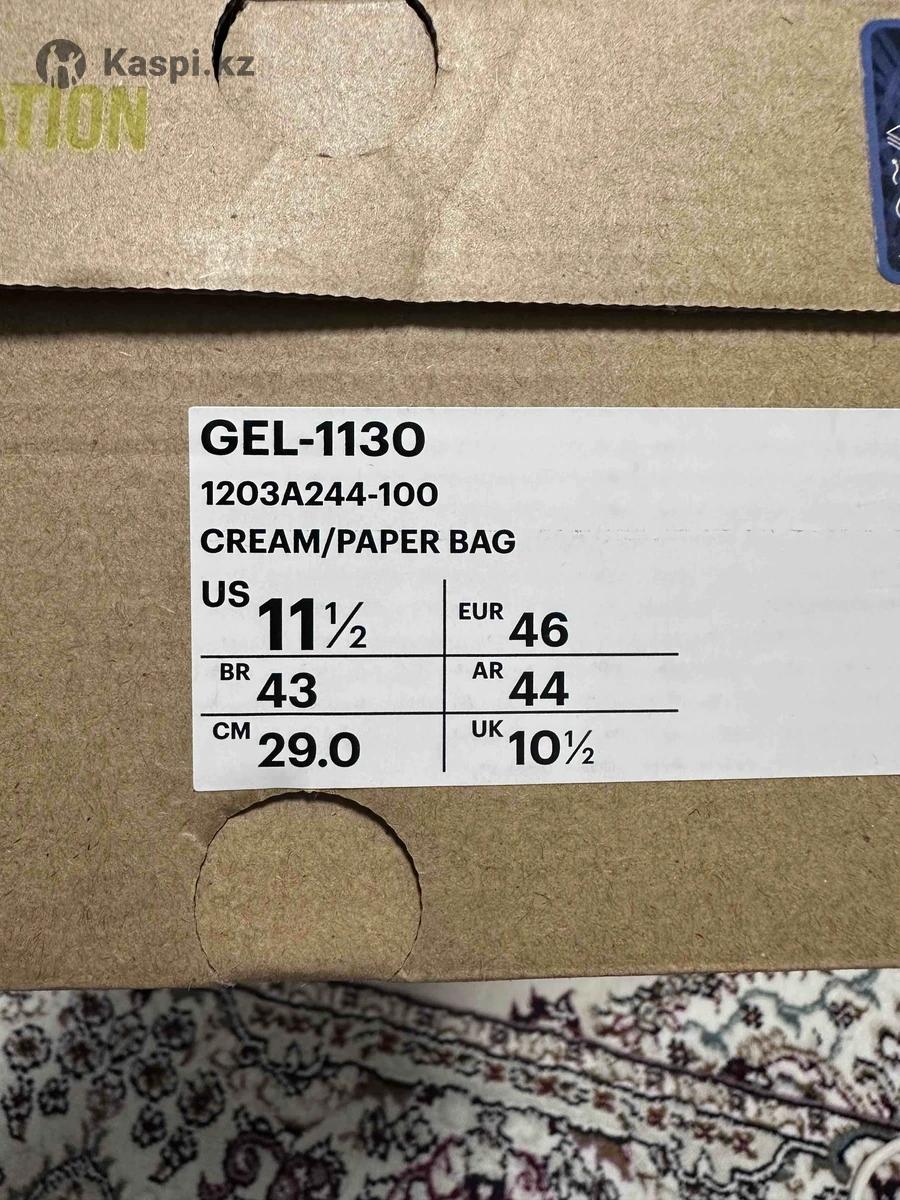 Kaspi.kz
ATION
GEL-1130
1203A244-100
CREAM/PAPER BAG
US 11½ EUR 46
BR 43 AR 44
CM 29.0 UK 10½